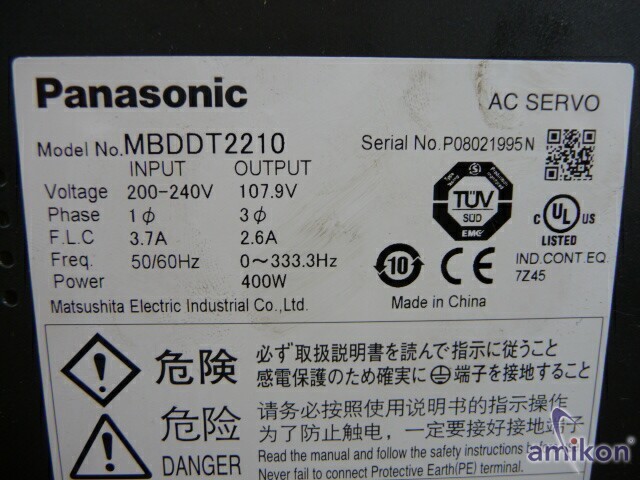 Panasonic
AC SERVO
Model No. MBDDT2210
Serial No. P08021995N
INPUT OUTPUT
Voltage 200-240V 107.9V
Phase 1ϕ 3ϕ
F.L.C 3.7A 2.6A
Freq. 50/60Hz 0～333.3Hz
Power 400W
TÜV
SÜD
EMC
c UL us
LISTED
IND.CONT.EQ.
7Z45
10
Made in China
Matsushita Electric Industrial Co.,Ltd.
危険
必ず取扱説明書を読んで指示に従うこと
感電保護のため確実に⏚端子を接地すること
危险
请务必按照使用说明书的指示操作
为了防止触电，一定要接好接地端子
DANGER
Read the manual and follow the safety instructions before
Never fail to connect Protective Earth(PE) terminal.
amikon